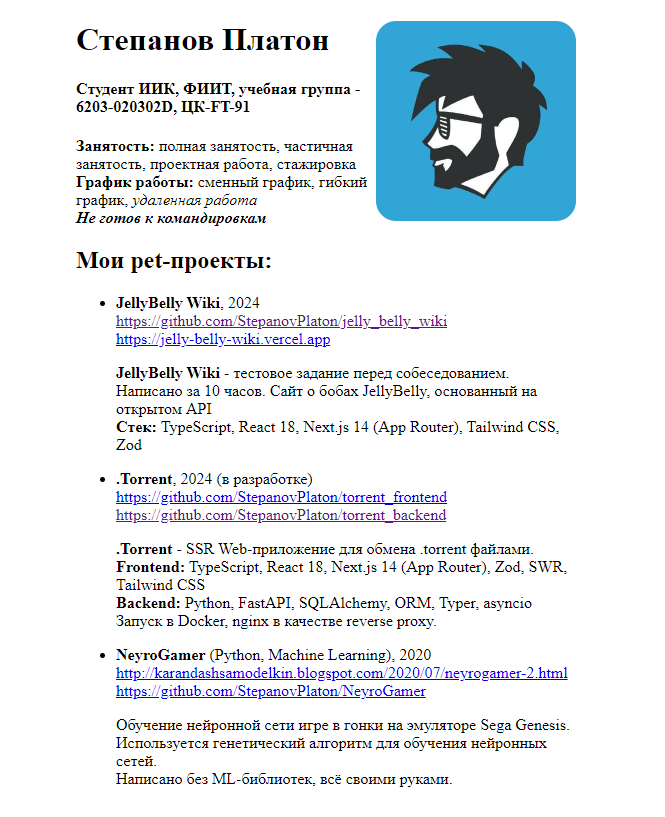 Степанов Платон
Студент ИИК, ФИИТ, учебная группа -
6203-020302D, ЦК-FT-91
Занятость: полная занятость, частичная
занятость, проектная работа, стажировка
График работы: сменный график, гибкий
график, удаленная работа
Не готов к командировкам
Мои pet-проекты:
JellyBelly Wiki, 2024
https://github.com/StepanovPlaton/jelly_belly_wiki
https://jelly-belly-wiki.vercel.app
JellyBelly Wiki - тестовое задание перед собеседованием.
Написано за 10 часов. Сайт о бобах JellyBelly, основанный на
открытом API
Стек: TypeScript, React 18, Next.js 14 (App Router), Tailwind CSS,
Zod
.Torrent, 2024 (в разработке)
https://github.com/StepanovPlaton/torrent_frontend
https://github.com/StepanovPlaton/torrent_backend
.Torrent - SSR Web-приложение для обмена .torrent файлами.
Frontend: TypeScript, React 18, Next.js 14 (App Router), Zod, SWR,
Tailwind CSS
Backend: Python, FastAPI, SQLAlchemy, ORM, Typer, asyncio
Запуск в Docker, nginx в качестве reverse proxy.
NeyroGamer (Python, Machine Learning), 2020
http://karandashsamodelkin.blogspot.com/2020/07/neyrogamer-2.html
https://github.com/StepanovPlaton/NeyroGamer
Обучение нейронной сети игре в гонки на эмуляторе Sega Genesis.
Используется генетический алгоритм для обучения нейронных
сетей.
Написано без ML-библиотек, всё своими руками.